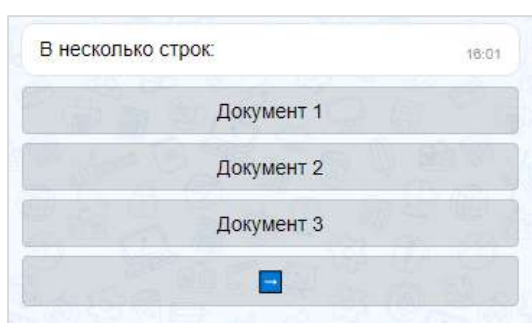 В несколько строк:
16:01
Документ 1
Документ 2
Документ 3
➡